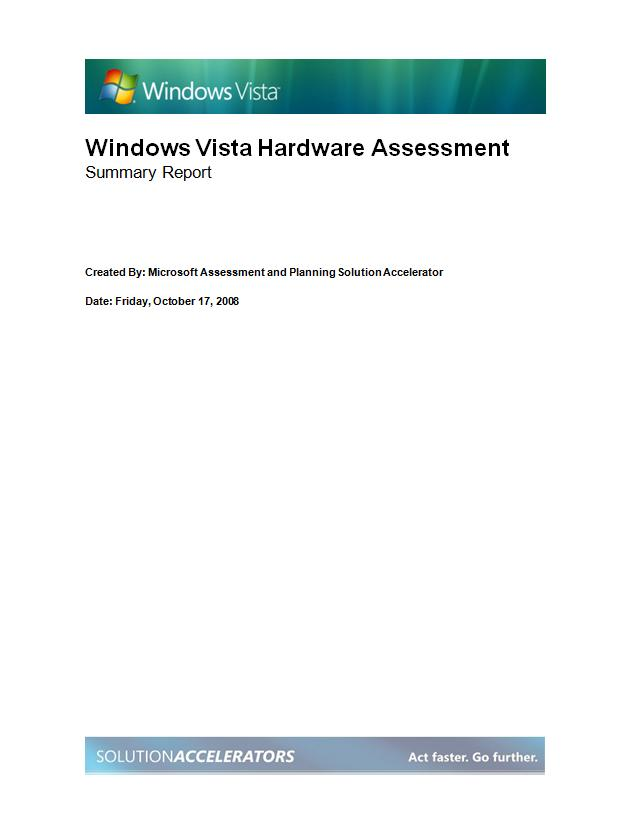 Windows Vista
Windows Vista Hardware Assessment
Summary Report
Created By: Microsoft Assessment and Planning Solution Accelerator
Date: Friday, October 17, 2008
SOLUTIONACCELERATORS Act faster. Go further.